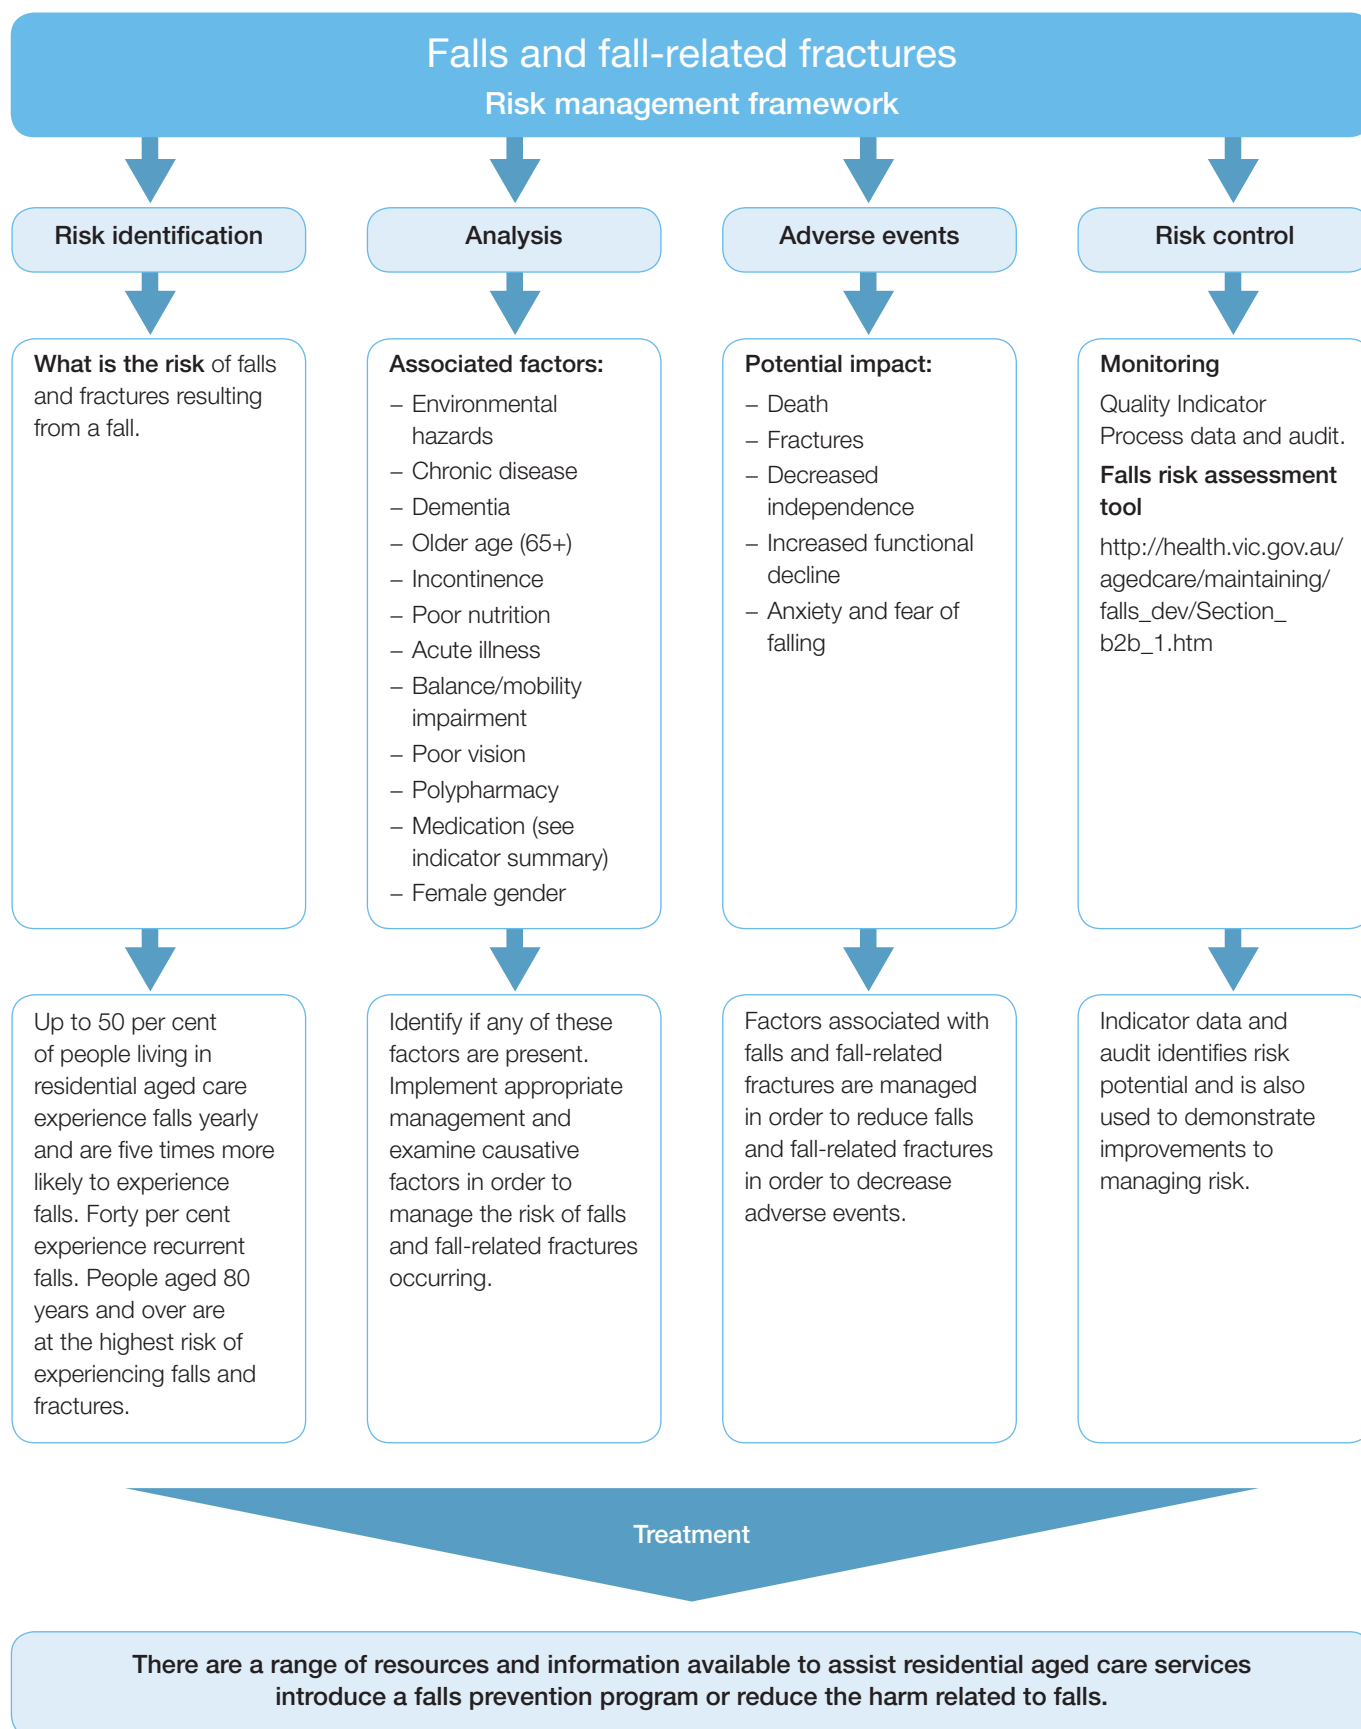 Falls and fall-related fractures
Risk management framework
Risk identification
What is the risk of falls
and fractures resulting
from a fall.
Up to 50 per cent
of people living in
residential aged care
experience falls yearly
and are five times more
likely to experience
falls. Forty per cent
experience recurrent
falls. People aged 80
years and over are
at the highest risk of
experiencing falls and
fractures.
Analysis
Associated factors:
– Environmental
hazards
– Chronic disease
– Dementia
– Older age (65+)
– Incontinence
– Poor nutrition
– Acute illness
– Balance/mobility
impairment
– Poor vision
– Polypharmacy
– Medication (see
indicator summary)
– Female gender
Identify if any of these
factors are present.
Implement appropriate
management and
examine causative
factors in order to
manage the risk of falls
and fall-related fractures
occurring.
Adverse events
Potential impact:
– Death
– Fractures
– Decreased
independence
– Increased functional
decline
– Anxiety and fear of
falling
Factors associated with
falls and fall-related
fractures are managed
in order to reduce falls
and fall-related fractures
in order to decrease
adverse events.
Risk control
Monitoring
Quality Indicator
Process data and audit.
Falls risk assessment
tool
http://health.vic.gov.au/
agedcare/maintaining/
falls_dev/Section_
b2b_1.htm
Indicator data and
audit identifies risk
potential and is also
used to demonstrate
improvements to
managing risk.
Treatment
There are a range of resources and information available to assist residential aged care services
introduce a falls prevention program or reduce the harm related to falls.